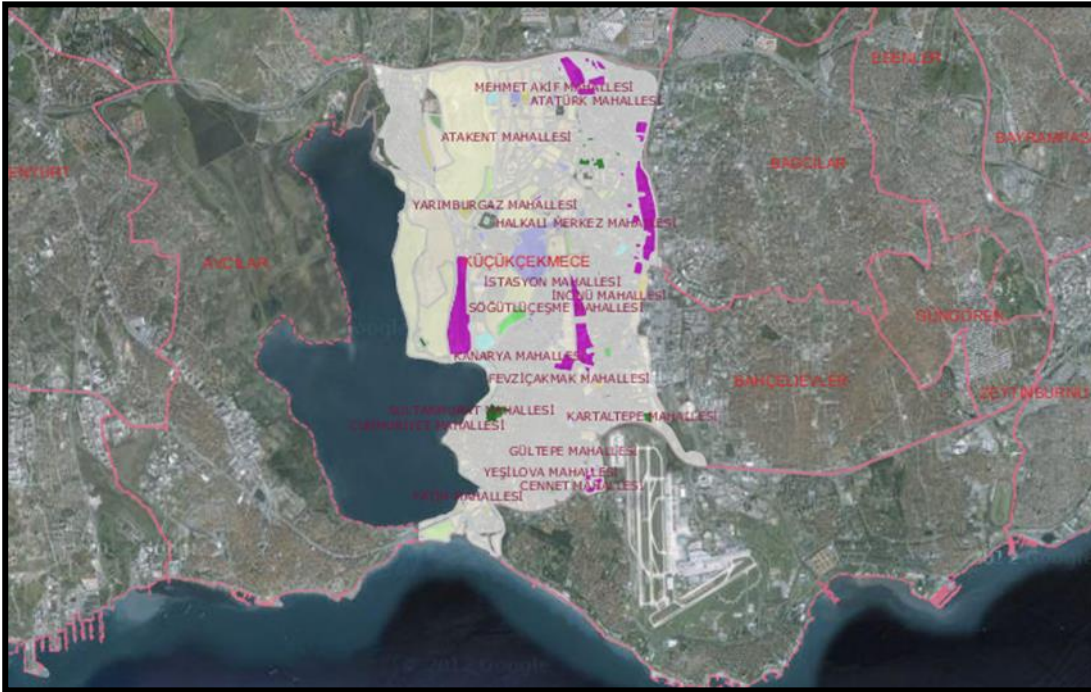 ESENLER
MEHMET AKİF MAHALLESİ
ATATÜRK MAHALLESİ
ATAKENT MAHALLESİ
BAYRAMPAŞ
BAĞCILAR
ENYURT
YARIMBURGAZ MAHALLESİ
HALKALI MERKEZ MAHALLESİ
AVCILAR
KÜÇÜKÇEKMECE
İSTASYON MAHALLESİ
İNÖNÜ MAHALLESİ
SÖĞÜTLÜÇEŞME MAHALLESİ
GÜNGÖREN
KANARYA MAHALLESİ
FEVZİÇAKMAK MAHALLESİ
BAHÇELİEVLER
ZEYTİNBURNU
SULTANMURAT MAHALLESİ
KARTALTEPE MAHALLESİ
CUMHURİYET MAHALLESİ
GÜLTEPE MAHALLESİ
YEŞİLOVA MAHALLESİ
CENNET MAHALLESİ
FATİH MAHALLESİ
© 2012 Google